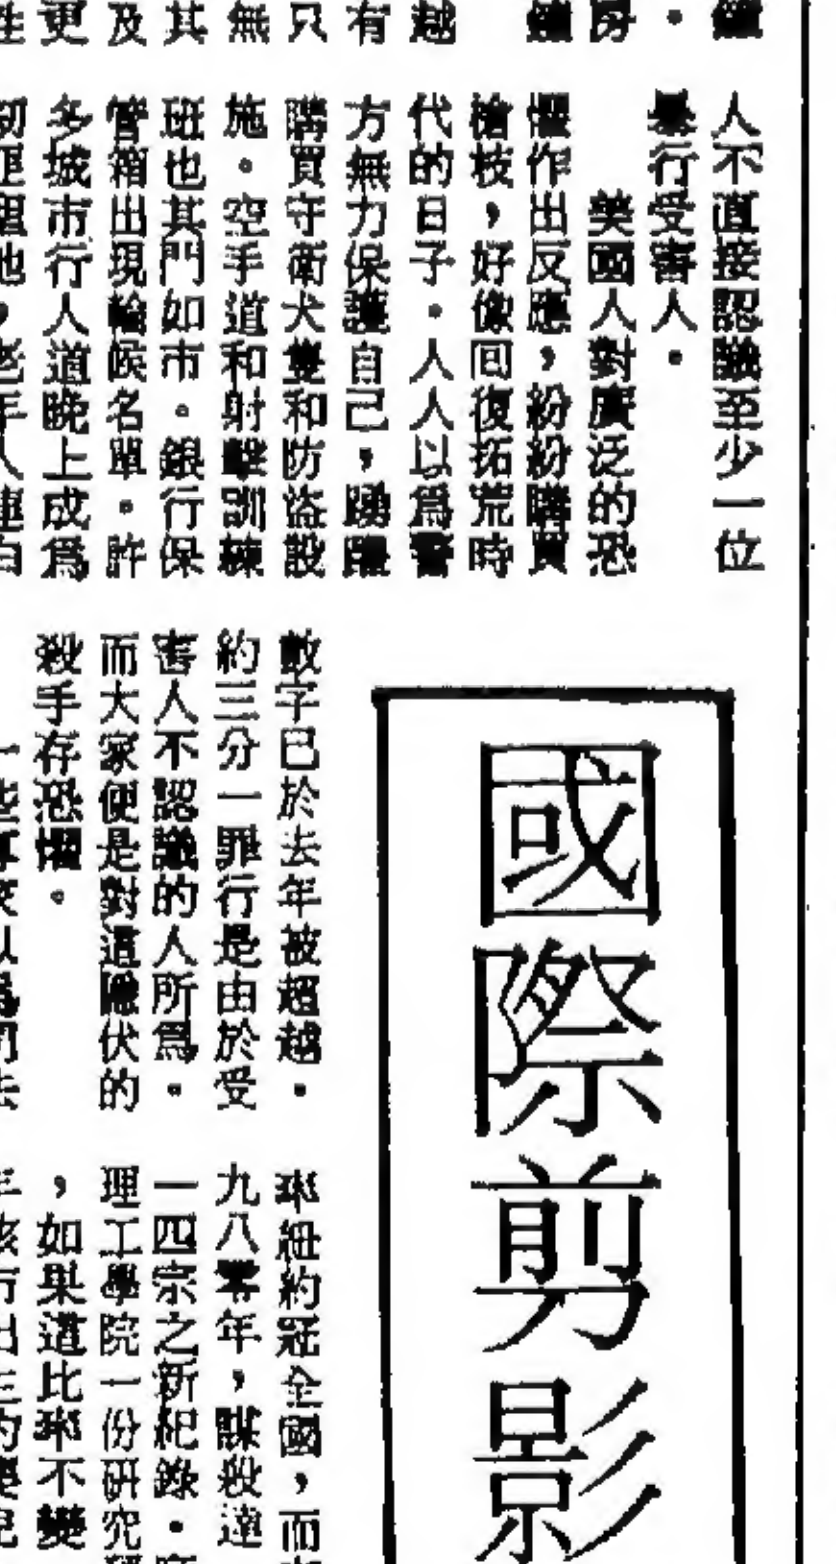 人不直接認識至少一位
暴行受害人。
美國人對廣泛的恐
懼作出反應，紛紛購買
槍枝，好像回復拓荒時
代的日子。人人以爲警
方無力保護自己，踴躍
購買守衛犬隻和防盜設
施。空手道和射擊訓練
班也其門如市。銀行保
管箱出現輪候名單。許
多城市行人道晚上成爲
國際剪影
數字已於去年被超越。
約三分一罪行是由於受
害人不認識的人所爲。
而大家便是對這隱伏的
殺手存恐懼。
率紐約冠全國，而
九八零年，謀殺達
一四宗之新紀錄。
理工學院一份研究
，如果這比率不變